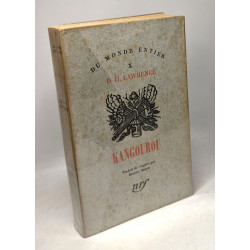 DU MONDE ENTIER
X
D. H. LAWRENCE
KANGOUROU
nrf